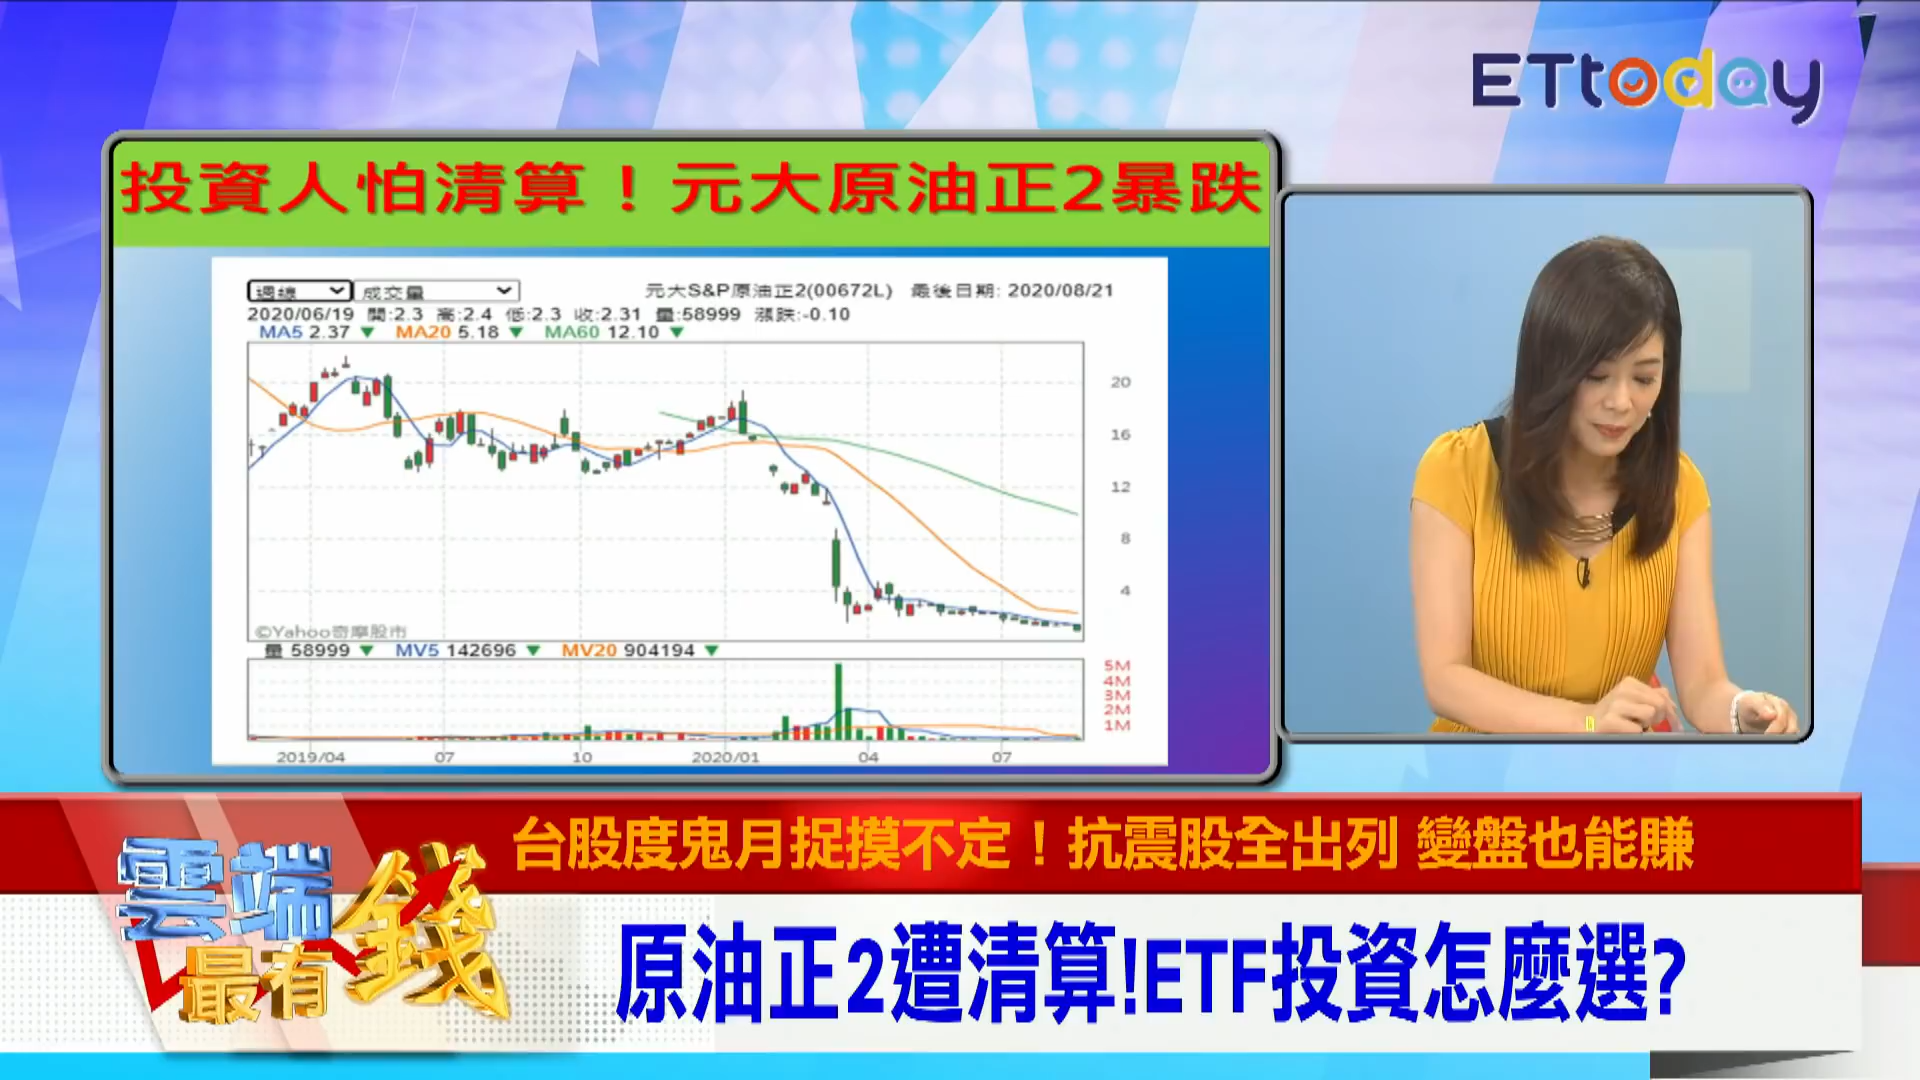 ETtoday
投資人怕清算！元大原油正2暴跌
週線 成交量 元大S&P原油正2(00672L) 最後日期: 2020/08/21
2020/06/19 開:2.3 高:2.4 低:2.3 收:2.31 量:58999 漲跌:-0.10
MA5 2.37 ▼ MA20 5.18 ▼ MA60 12.10 ▼
20
16
12
8
4
©Yahoo奇摩股市
量 58999 ▼ MV5 142696 ▼ MV20 904194 ▼
5M
4M
3M
2M
1M
2019/04 07 10 2020/01 04 07
台股度鬼月捉摸不定！抗震股全出列 變盤也能賺
雲端最有錢
原油正2遭清算!ETF投資怎麼選?